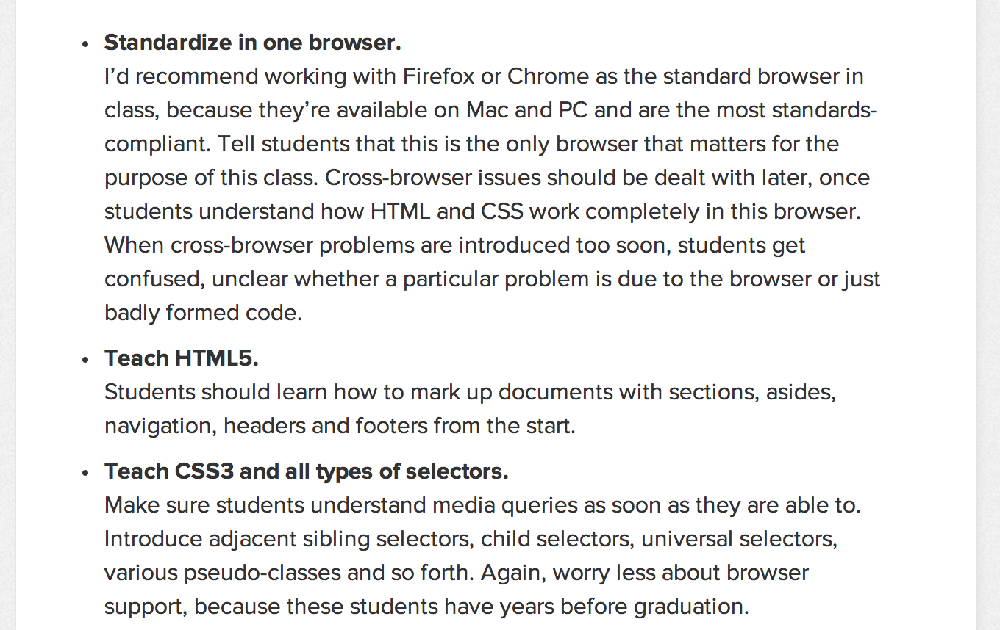 • Standardize in one browser.
I’d recommend working with Firefox or Chrome as the standard browser in
class, because they’re available on Mac and PC and are the most standards-
compliant. Tell students that this is the only browser that matters for the
purpose of this class. Cross-browser issues should be dealt with later, once
students understand how HTML and CSS work completely in this browser.
When cross-browser problems are introduced too soon, students get
confused, unclear whether a particular problem is due to the browser or just
badly formed code.
• Teach HTML5.
Students should learn how to mark up documents with sections, asides,
navigation, headers and footers from the start.
• Teach CSS3 and all types of selectors.
Make sure students understand media queries as soon as they are able to.
Introduce adjacent sibling selectors, child selectors, universal selectors,
various pseudo-classes and so forth. Again, worry less about browser
support, because these students have years before graduation.